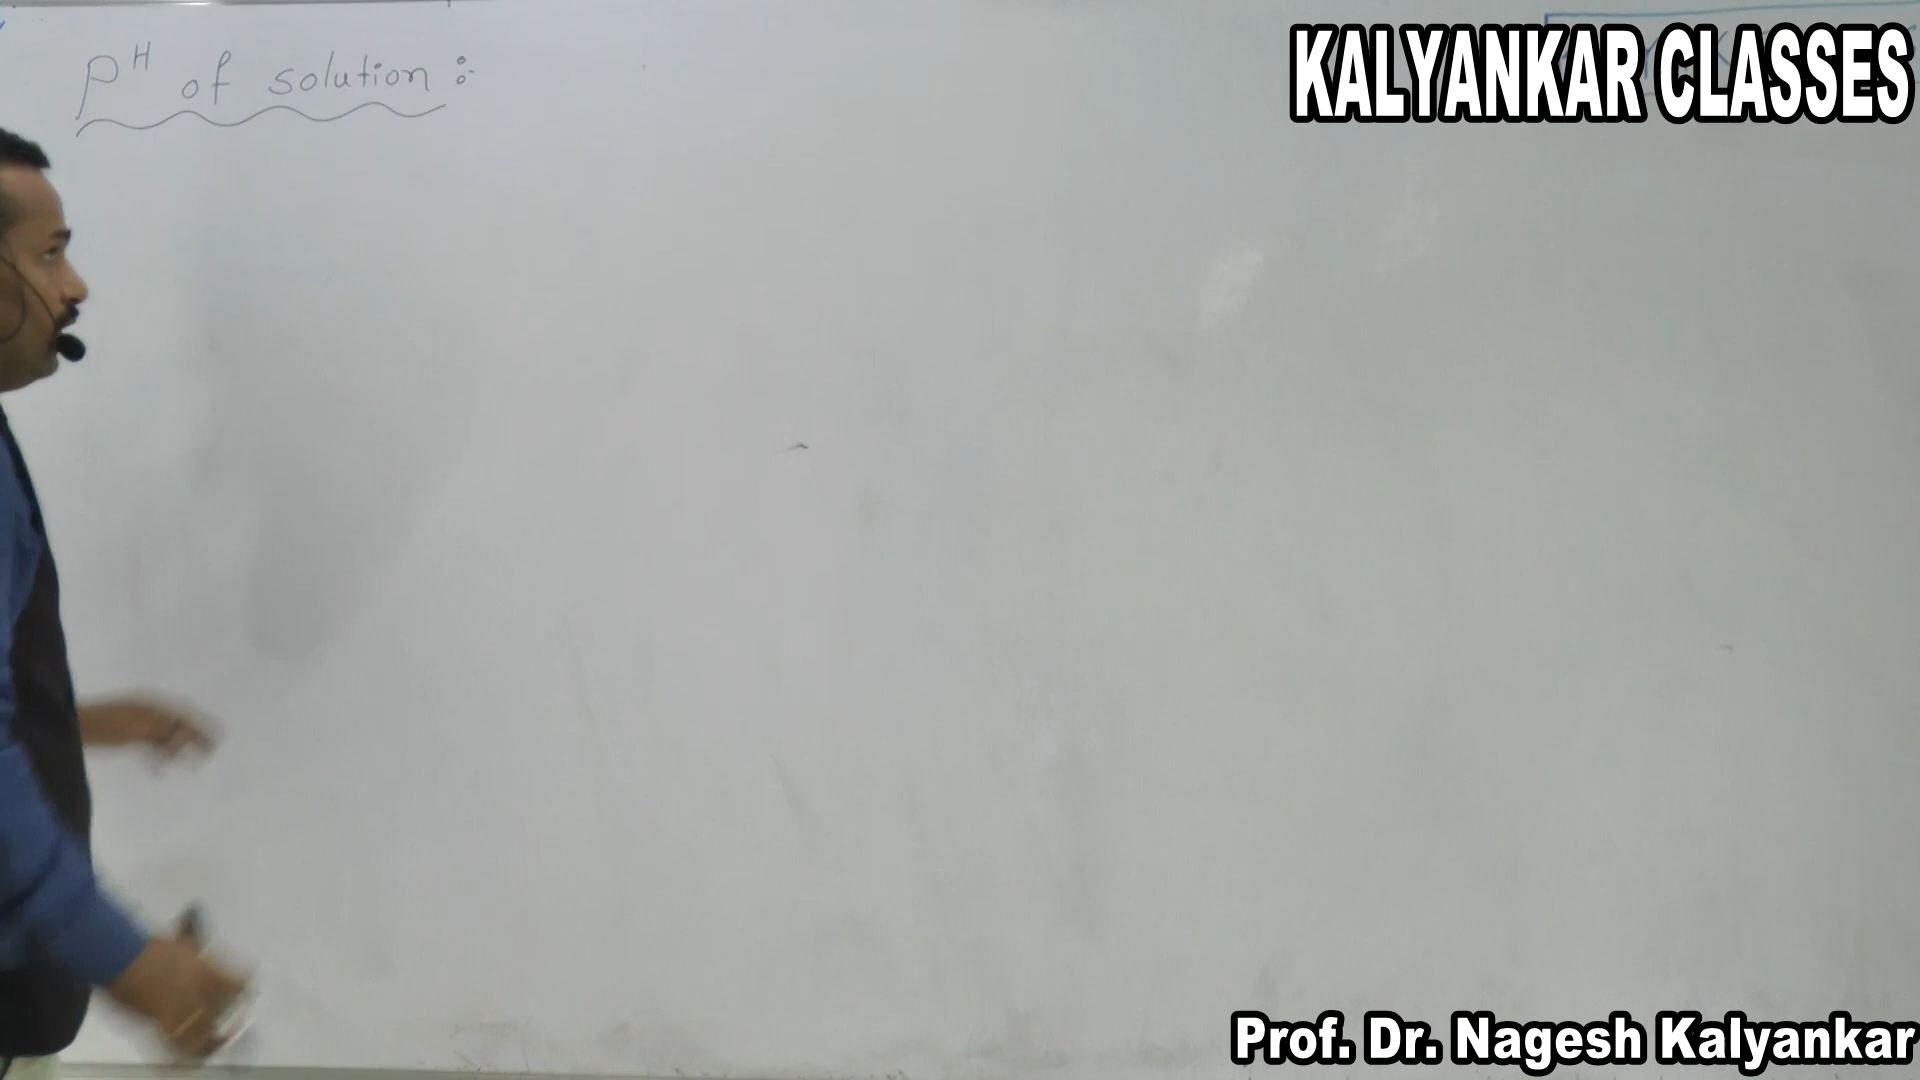 pH of solution :-
KALYANKAR CLASSES
Prof. Dr. Nagesh Kalyankar